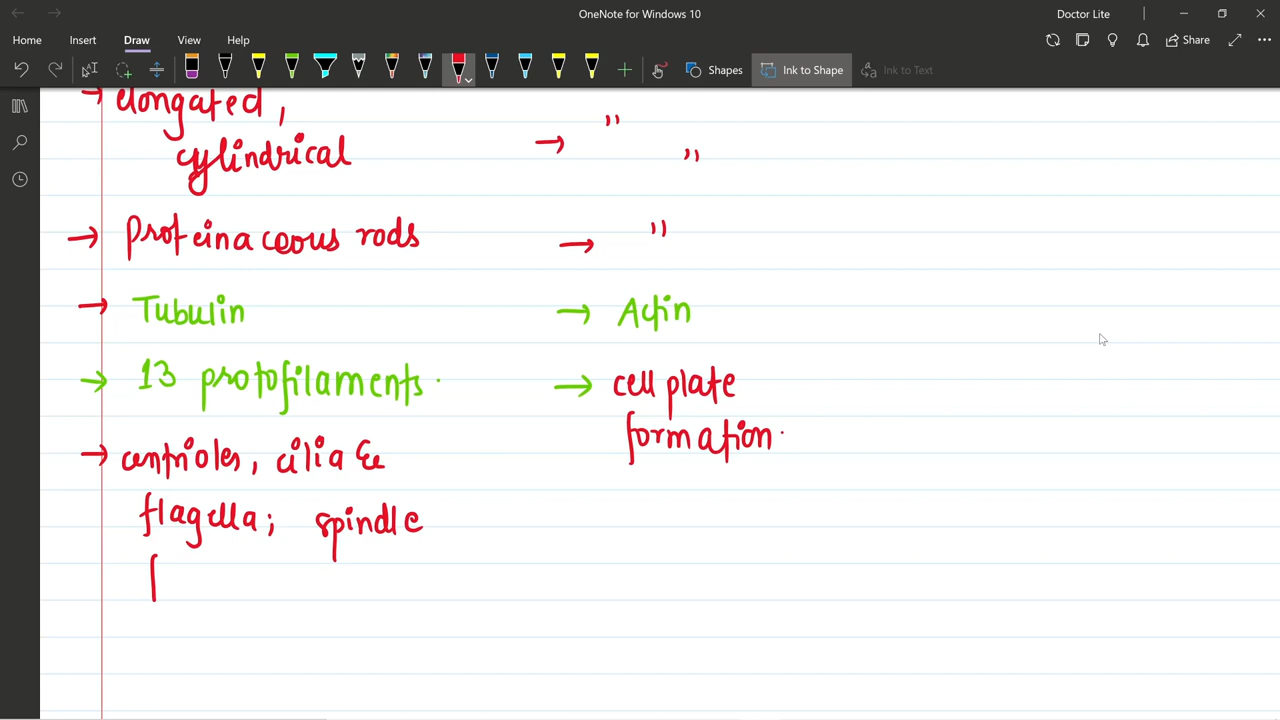 OneNote for Windows 10
Doctor Lite
Home Insert Draw View Help
Share
Shapes
Ink to Shape
Ink to Text
→ elongated,
cylindrical
→ "
"
→ Proteinaceous rods
→ "
→ Tubulin
→ Actin
→ 13 protofilaments.
→ cell plate
formation.
→ centrioles, cilia &
flagella; spindle